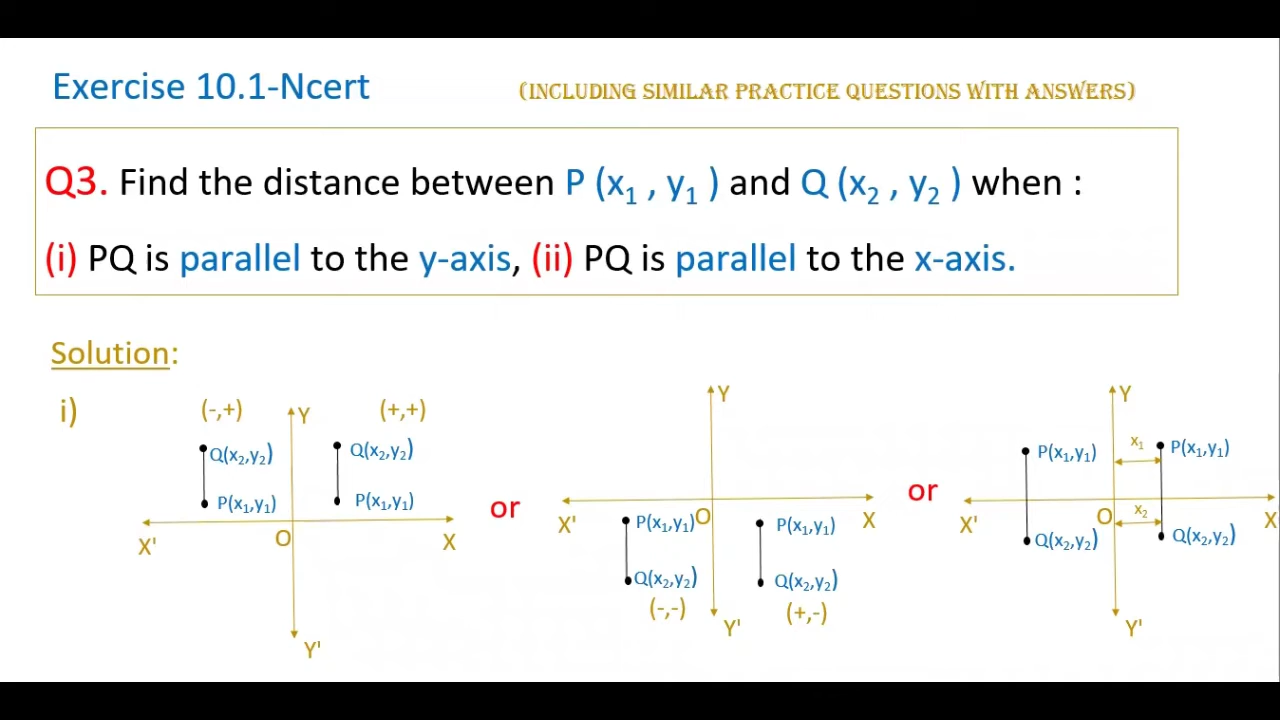 Exercise 10.1-Ncert
(INCLUDING SIMILAR PRACTICE QUESTIONS WITH ANSWERS)
Q3. Find the distance between P (x₁ , y₁ ) and Q (x₂ , y₂ ) when :
(i) PQ is parallel to the y-axis, (ii) PQ is parallel to the x-axis.
Solution:
i)
(-,+)
Y
(+,+)
Q(x₂,y₂)
Q(x₂,y₂)
P(x₁,y₁)
P(x₁,y₁)
X'
O
X
Y'
or
Y
X'
O
X
P(x₁,y₁)
P(x₁,y₁)
Q(x₂,y₂)
Q(x₂,y₂)
(-,-)
(+,-)
Y'
or
Y
x₁
P(x₁,y₁)
P(x₁,y₁)
X'
O
x₂
X
Q(x₂,y₂)
Q(x₂,y₂)
Y'